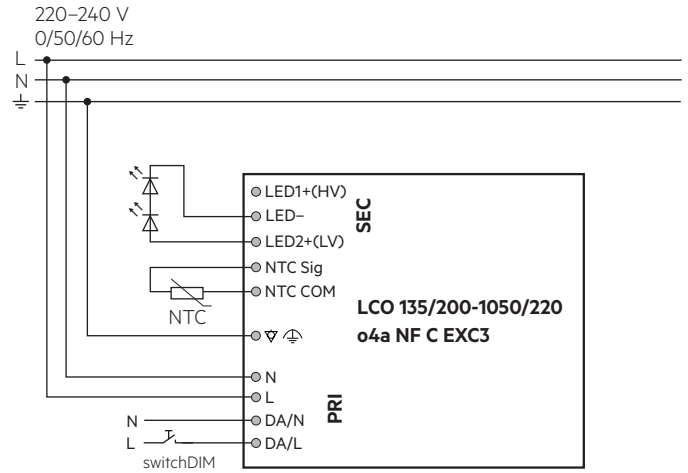 220–240 V
0/50/60 Hz
L
N
LED1+(HV)
LED–
LED2+(LV)
NTC Sig
NTC COM
NTC
SEC
LCO 135/200-1050/220
o4a NF C EXC3
N
L
PRI
N DA/N
L DA/L
switchDIM